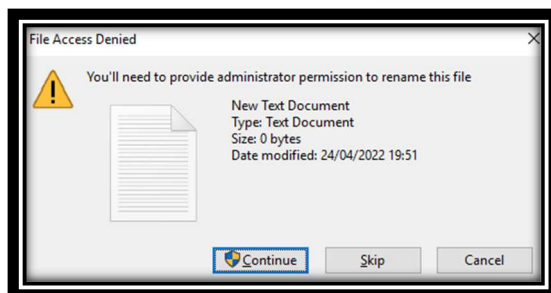 File Access Denied
You'll need to provide administrator permission to rename this file
New Text Document
Type: Text Document
Size: 0 bytes
Date modified: 24/04/2022 19:51
Continue
Skip
Cancel